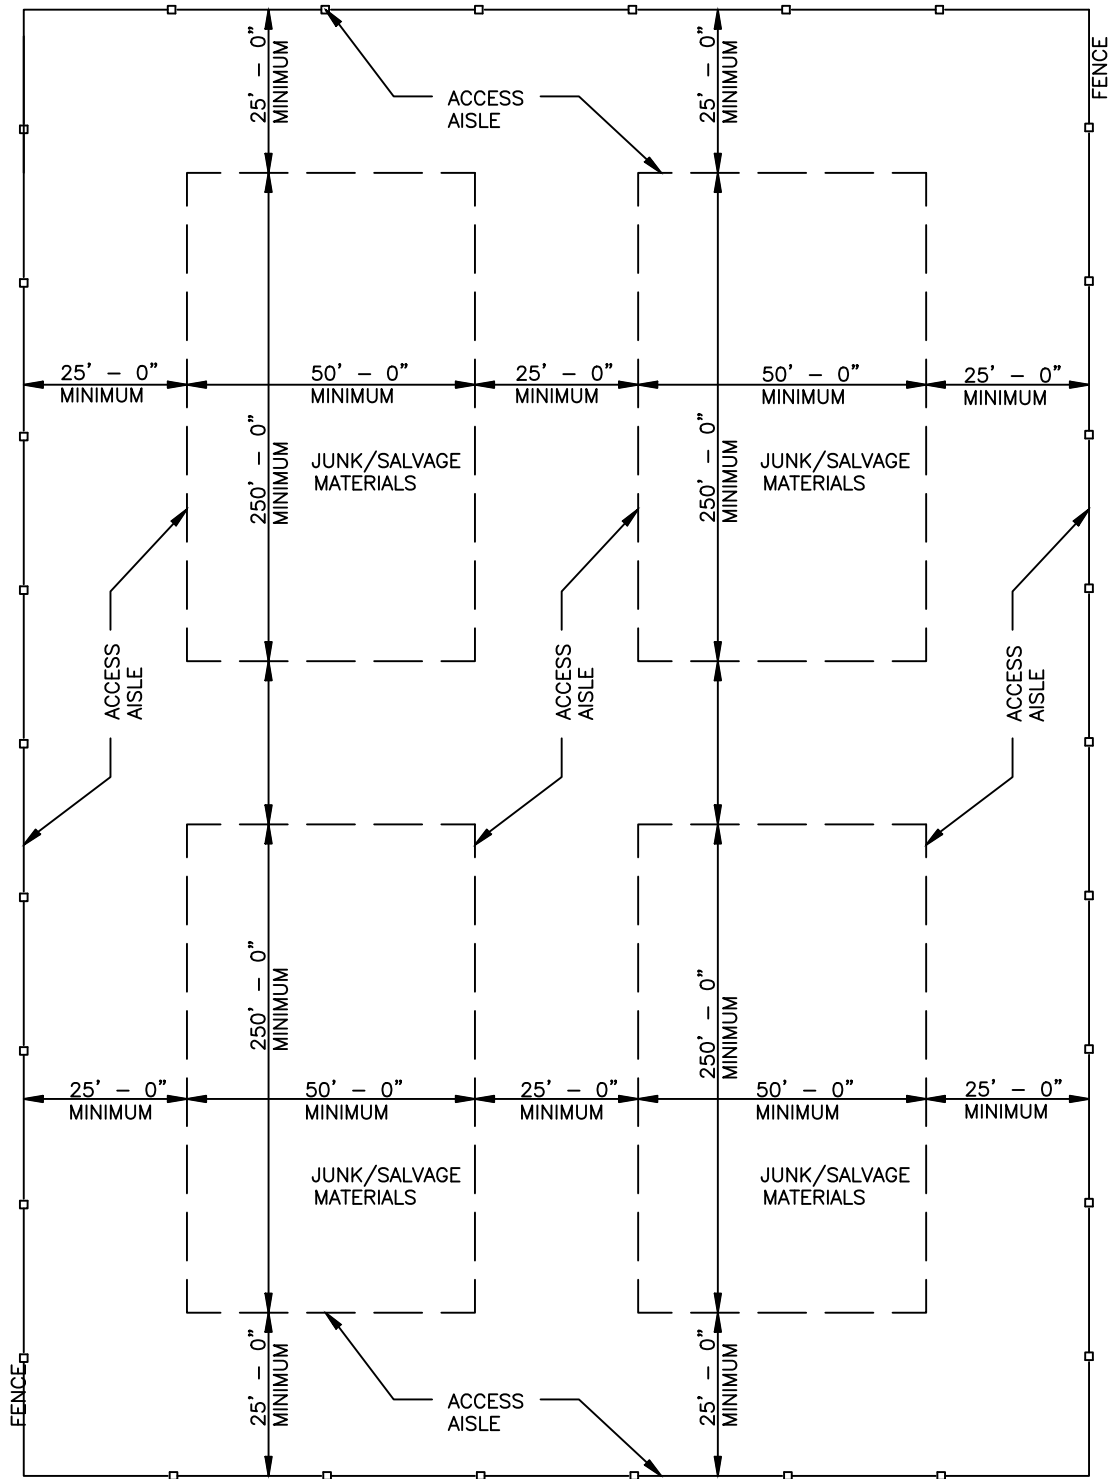 25' – 0"
MINIMUM
25' – 0"
MINIMUM
FENCE
ACCESS
AISLE
25' – 0"
MINIMUM
50' – 0"
MINIMUM
25' – 0"
MINIMUM
50' – 0"
MINIMUM
25' – 0"
MINIMUM
250' – 0"
MINIMUM
JUNK/SALVAGE
MATERIALS
250' – 0"
MINIMUM
JUNK/SALVAGE
MATERIALS
ACCESS
AISLE
ACCESS
AISLE
ACCESS
AISLE
250' – 0"
MINIMUM
250' – 0"
MINIMUM
25' – 0"
MINIMUM
50' – 0"
MINIMUM
25' – 0"
MINIMUM
50' – 0"
MINIMUM
25' – 0"
MINIMUM
JUNK/SALVAGE
MATERIALS
JUNK/SALVAGE
MATERIALS
FENCE
25' – 0"
MINIMUM
ACCESS
AISLE
25' – 0"
MINIMUM